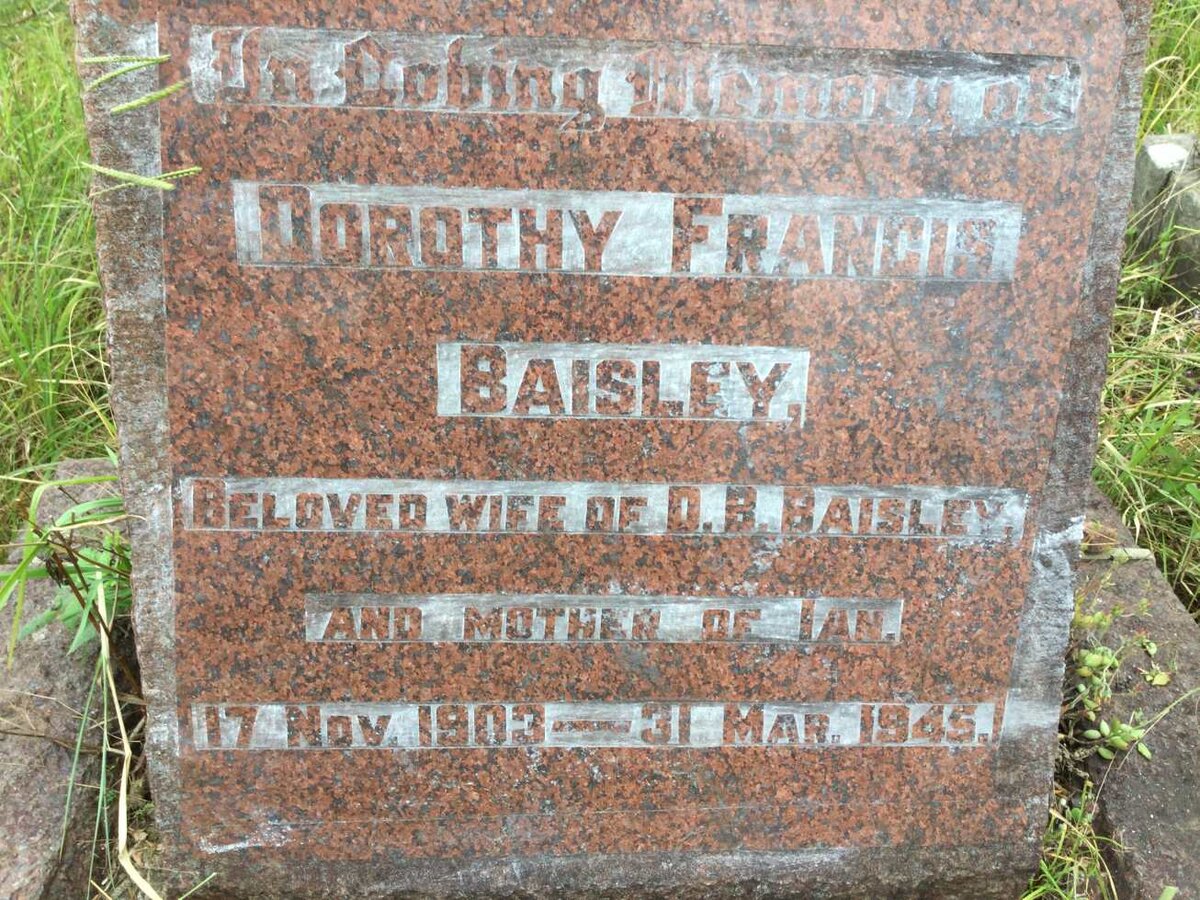 In Loving Memory of
DOROTHY FRANCIS
BAISLEY,
BELOVED WIFE OF D. B. BAISLEY,
AND MOTHER OF IAN.
17 NOV. 1903 — 31 MAR. 1945.